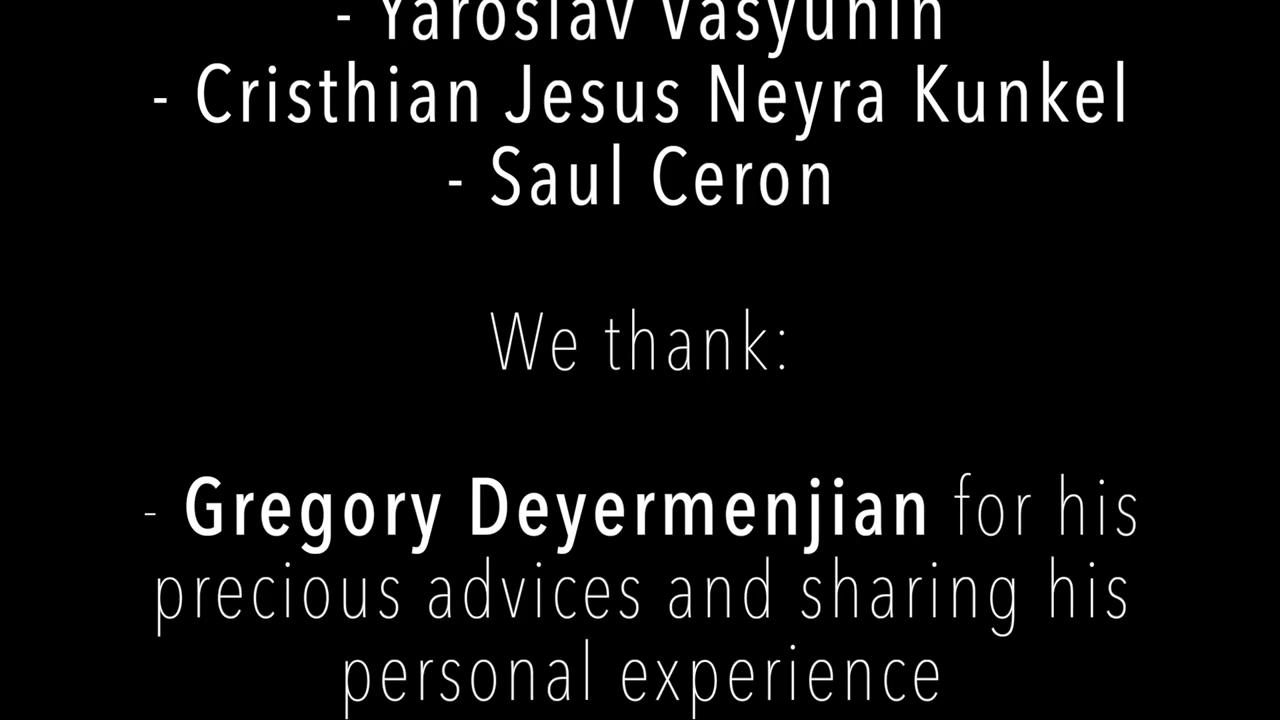 - Yaroslav Vasyunin
- Cristhian Jesus Neyra Kunkel
- Saul Ceron
We thank:
- Gregory Deyermenjian for his
precious advices and sharing his
personal experience